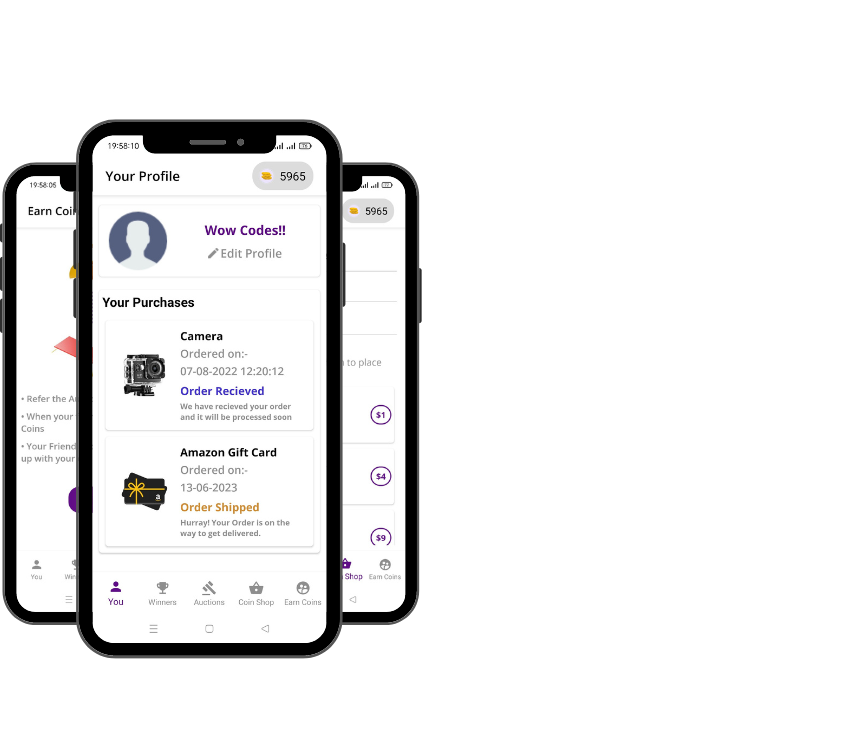 19:58:10
Your Profile
5965
Wow Codes!!
Edit Profile
Your Purchases
Camera
Ordered on:-
07-08-2022 12:20:12
Order Recieved
We have recieved your order
and it will be processed soon
Amazon Gift Card
Ordered on:-
13-06-2023
Order Shipped
Hurray! Your Order is on the
way to get delivered.
You
Winners
Auctions
Coin Shop
Earn Coins
19:58:05
Earn Coi
• Refer the A
• When your
Coins
• Your Friend
up with your
You
Win
5965
to place
$1
$4
$9
Shop
Earn Coins